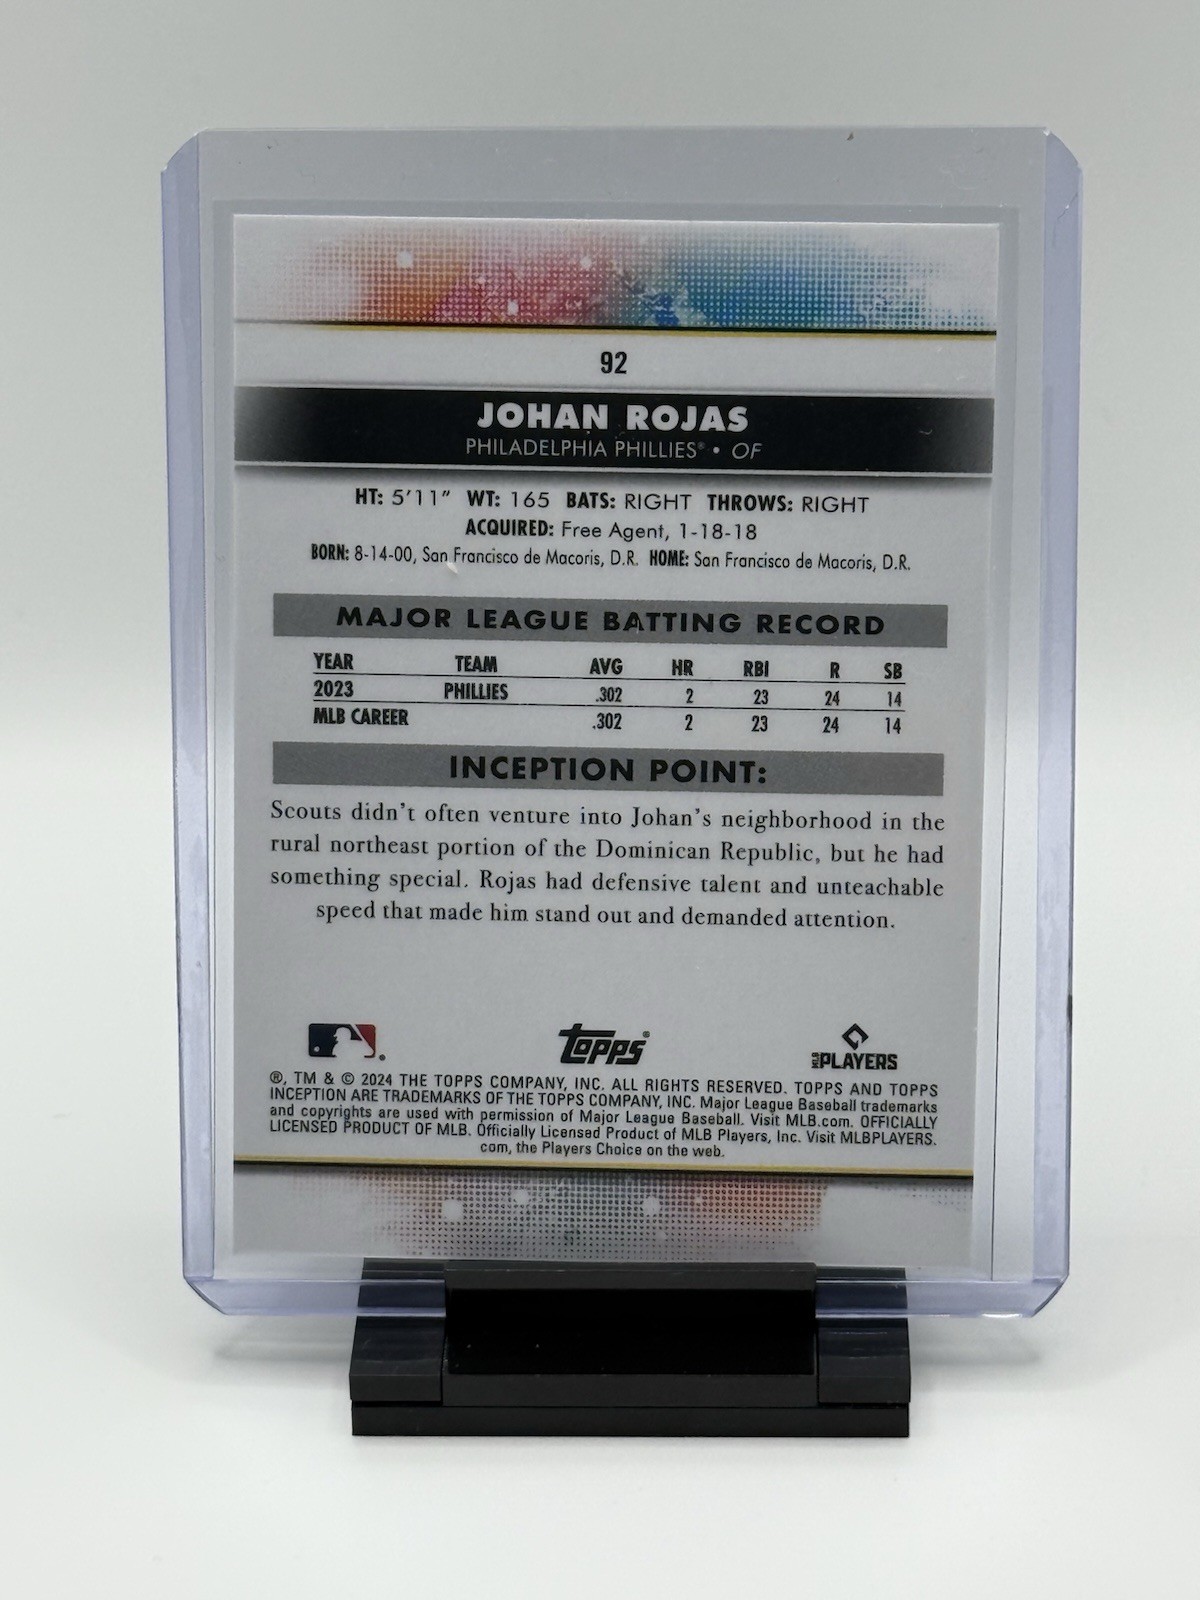 92
JOHAN ROJAS
PHILADELPHIA PHILLIES® • OF
HT: 5'11" WT: 165 BATS: RIGHT THROWS: RIGHT
ACQUIRED: Free Agent, 1-18-18
BORN: 8-14-00, San Francisco de Macoris, D.R. HOME: San Francisco de Macoris, D.R.
MAJOR LEAGUE BATTING RECORD
YEAR TEAM AVG HR RBI R SB
2023 PHILLIES .302 2 23 24 14
MLB CAREER .302 2 23 24 14
INCEPTION POINT:
Scouts didn't often venture into Johan's neighborhood in the
rural northeast portion of the Dominican Republic, but he had
something special. Rojas had defensive talent and unteachable
speed that made him stand out and demanded attention.
Topps®
MLB PLAYERS
®, TM & © 2024 THE TOPPS COMPANY, INC. ALL RIGHTS RESERVED. TOPPS AND TOPPS
INCEPTION ARE TRADEMARKS OF THE TOPPS COMPANY, INC. Major League Baseball trademarks
and copyrights are used with permission of Major League Baseball. Visit MLB.com. OFFICIALLY
LICENSED PRODUCT OF MLB. Officially Licensed Product of MLB Players, Inc. Visit MLBPLAYERS.
com, the Players Choice on the web.